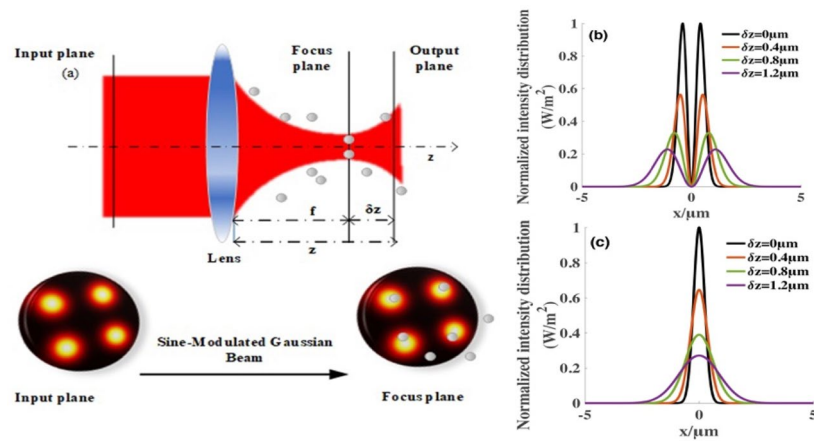 Input plane
(a)
Focus
plane
Output
plane
z
f
δz
z
Lens
Sine-Modulated Gaussian
Beam
Input plane
Focus plane
Normalized intensity distribution
(W/m²)
1
0.8
0.6
0.4
0.2
0
(b)
δz=0μm
δz=0.4μm
δz=0.8μm
δz=1.2μm
-5
0
5
x/μm
Normalized intensity distribution
(W/m²)
1
0.8
0.6
0.4
0.2
0
(c)
δz=0μm
δz=0.4μm
δz=0.8μm
δz=1.2μm
-5
0
5
x/μm